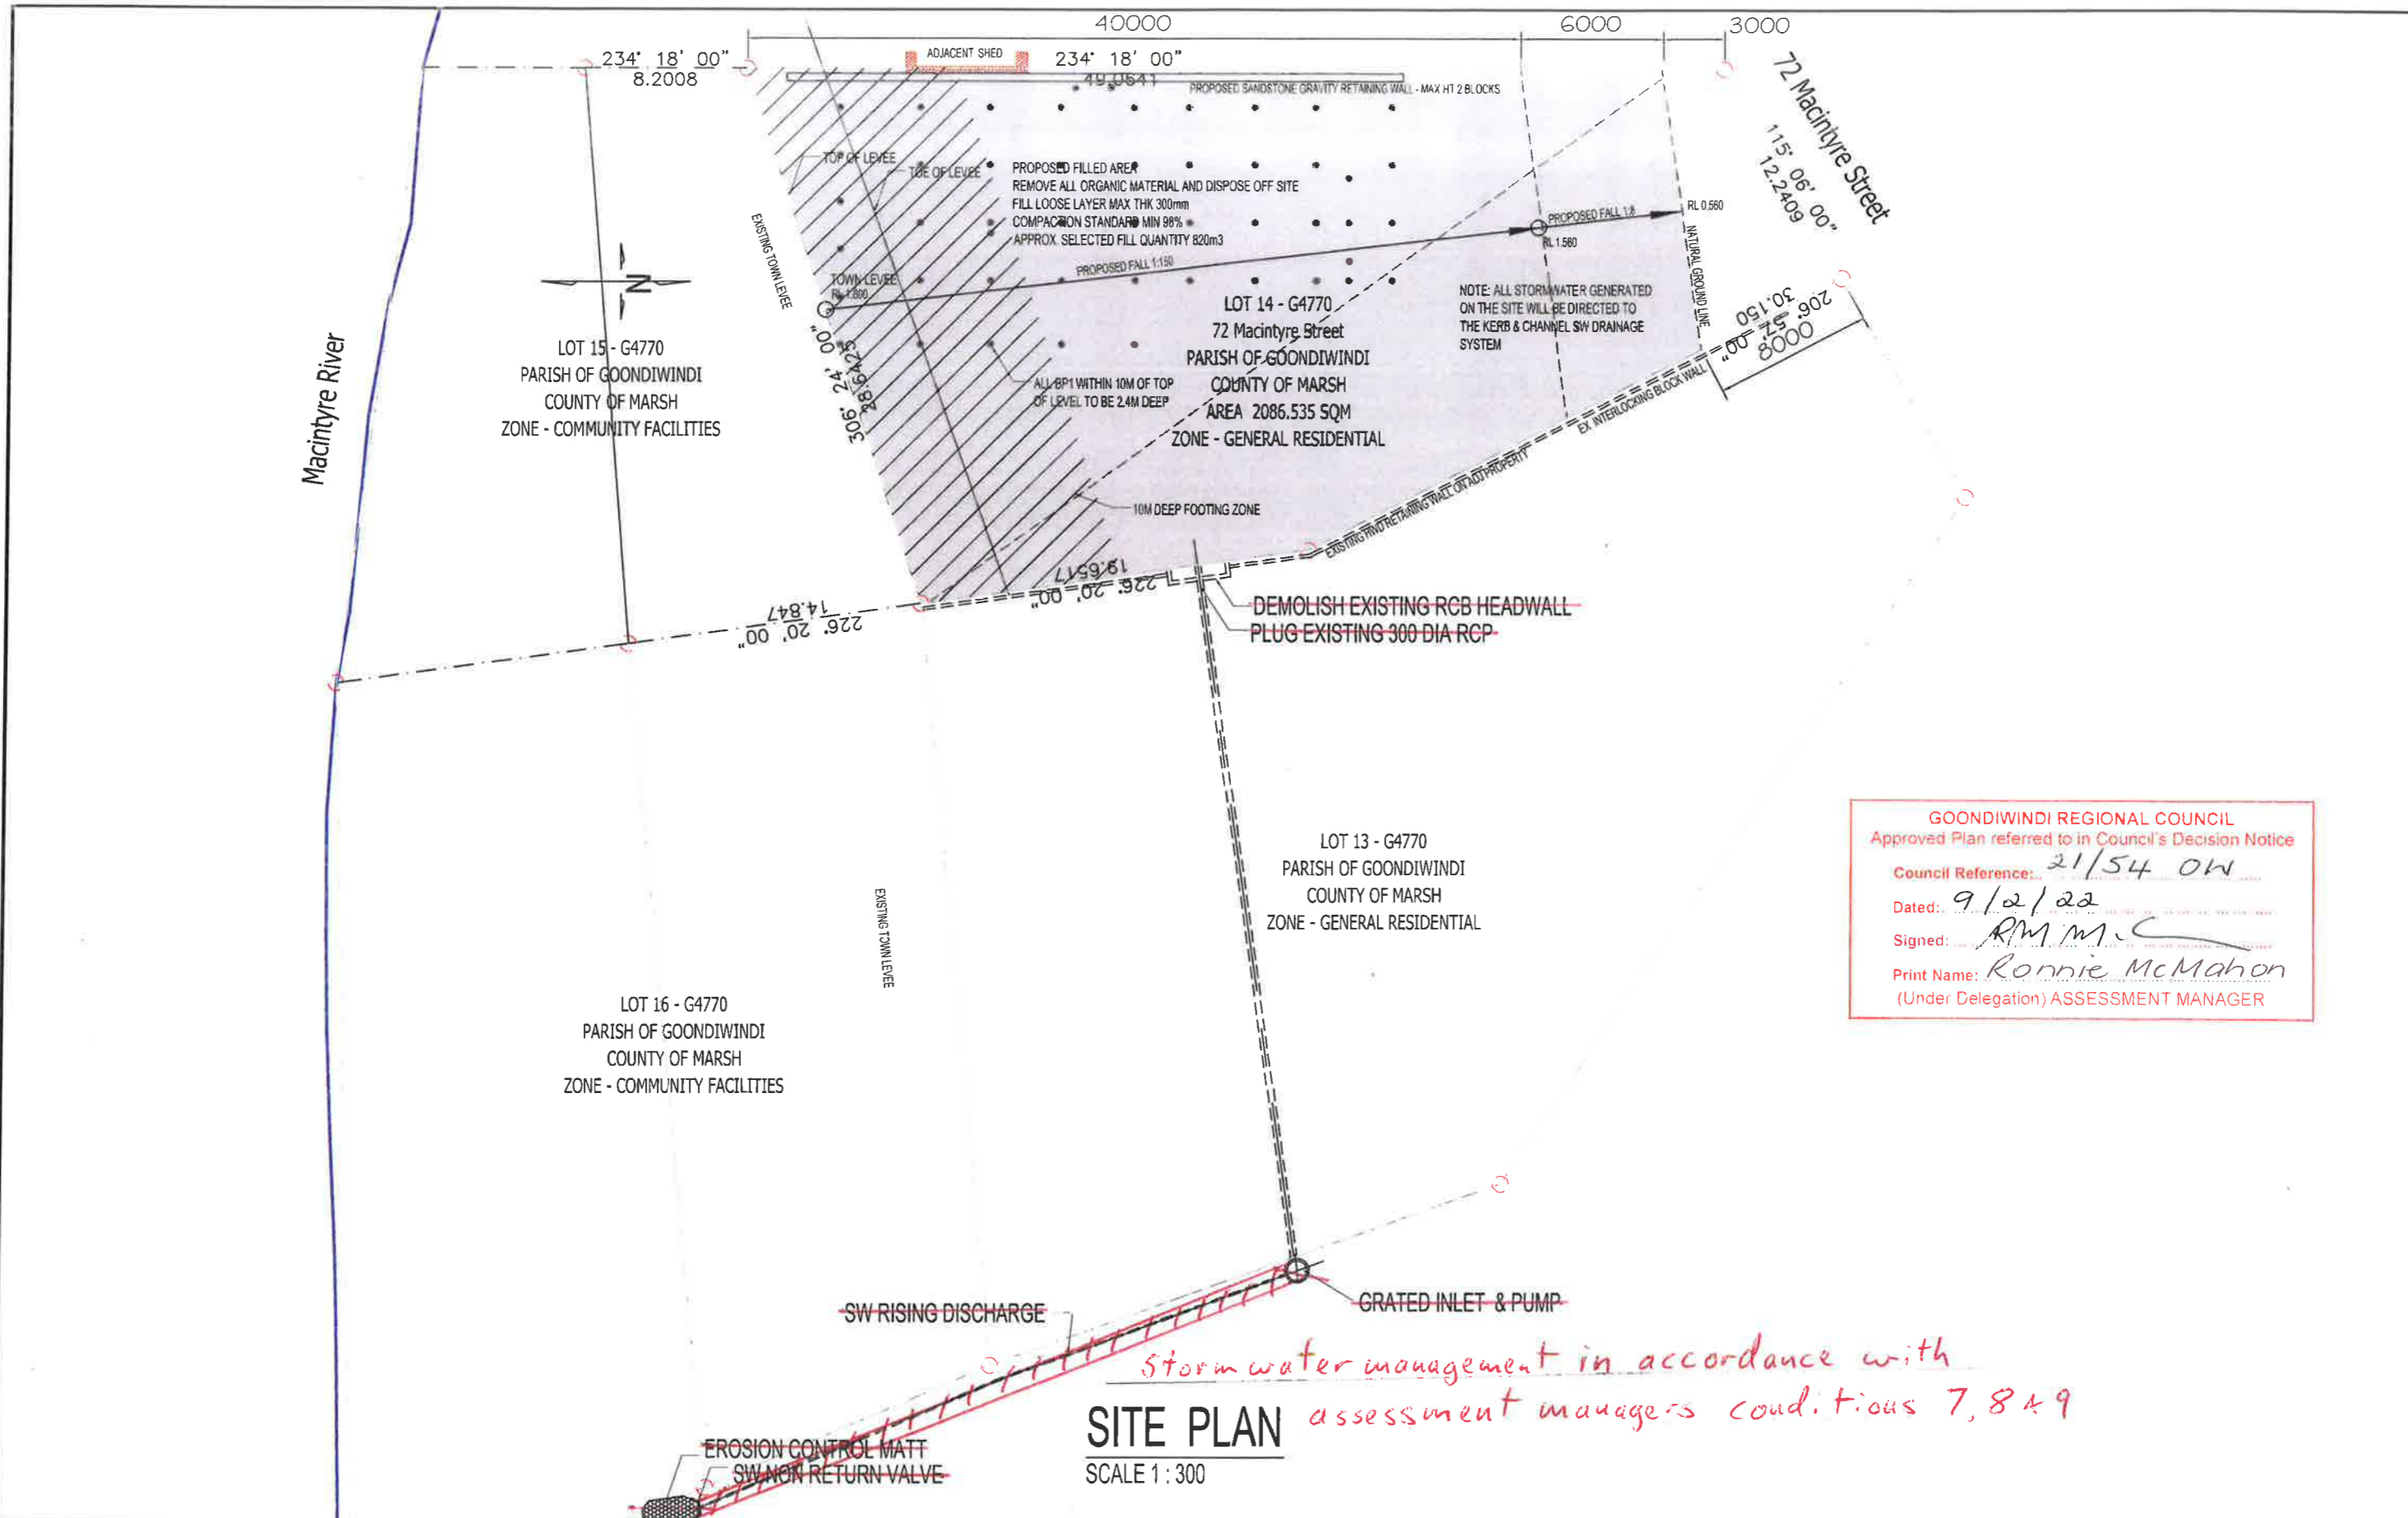 40000
6000
3000
234° 18' 00"
8.2008
ADJACENT SHED
234° 18' 00"
49.0641
PROPOSED SANDSTONE GRAVITY RETAINING WALL - MAX HT 2 BLOCKS
72 Macintyre Street
115° 06' 00"
12.2409
TOP OF LEVEE
TOE OF LEVEE
PROPOSED FILLED AREA
REMOVE ALL ORGANIC MATERIAL AND DISPOSE OFF SITE
FILL LOOSE LAYER MAX THK 300mm
COMPACTION STANDARD MIN 98%
APPROX. SELECTED FILL QUANTITY 820m3
EXISTING TOWN LEVEE
PROPOSED FALL 1:8
RL 0.560
RL 1.560
NATURAL GROUND LINE
PROPOSED FALL 1:150
TOWN LEVEE
RL 1.800
N
NOTE: ALL STORMWATER GENERATED
ON THE SITE WILL BE DIRECTED TO
THE KERB & CHANNEL SW DRAINAGE
SYSTEM
206° 57' 00"
30.150
8000
LOT 14 - G4770
72 Macintyre Street
PARISH OF GOONDIWINDI
COUNTY OF MARSH
AREA 2086.535 SQM
ZONE - GENERAL RESIDENTIAL
306° 24' 00"
28.6425
LOT 15 - G4770
PARISH OF GOONDIWINDI
COUNTY OF MARSH
ZONE - COMMUNITY FACILITIES
Macintyre River
ALL BP1 WITHIN 10M OF TOP
OF LEVEL TO BE 2.4M DEEP
EX INTERLOCKING BLOCK WALL
EXISTING RND RETAINING WALL ON ADJ PROPERTY
10M DEEP FOOTING ZONE
226° 20' 00"
19.6517
226° 20' 00"
14.847
DEMOLISH EXISTING RCB HEADWALL
PLUG EXISTING 300 DIA RCP
LOT 13 - G4770
PARISH OF GOONDIWINDI
COUNTY OF MARSH
ZONE - GENERAL RESIDENTIAL
EXISTING TOWN LEVEE
LOT 16 - G4770
PARISH OF GOONDIWINDI
COUNTY OF MARSH
ZONE - COMMUNITY FACILITIES
GOONDIWINDI REGIONAL COUNCIL
Approved Plan referred to in Council's Decision Notice
Council Reference: 21/54 OW
Dated: 9/2/22
Signed:
Print Name: Ronnie McMahon
(Under Delegation) ASSESSMENT MANAGER
SW RISING DISCHARGE
GRATED INLET & PUMP
Stormwater management in accordance with
assessment managers conditions 7, 8 & 9
SITE PLAN
SCALE 1 : 300
EROSION CONTROL MATT
SW NON RETURN VALVE